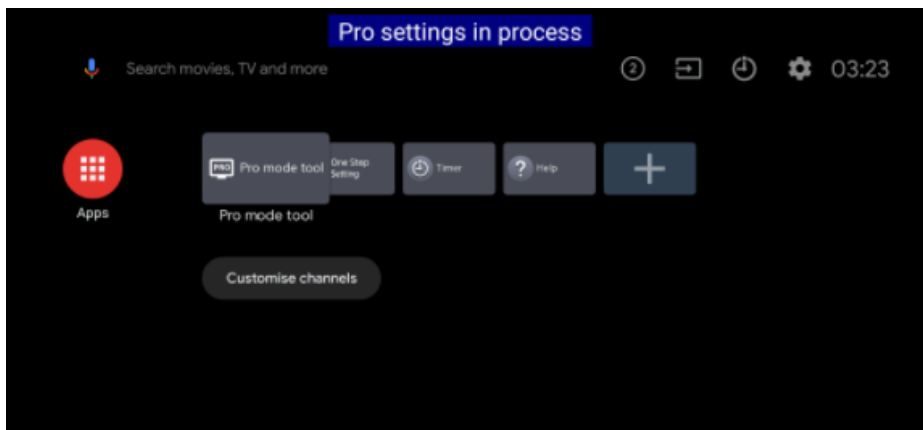 Pro settings in process
Search movies, TV and more
2
03:23
PRO Pro mode tool
One Step
Setting
Timer
? Help
Apps
Pro mode tool
Customise channels